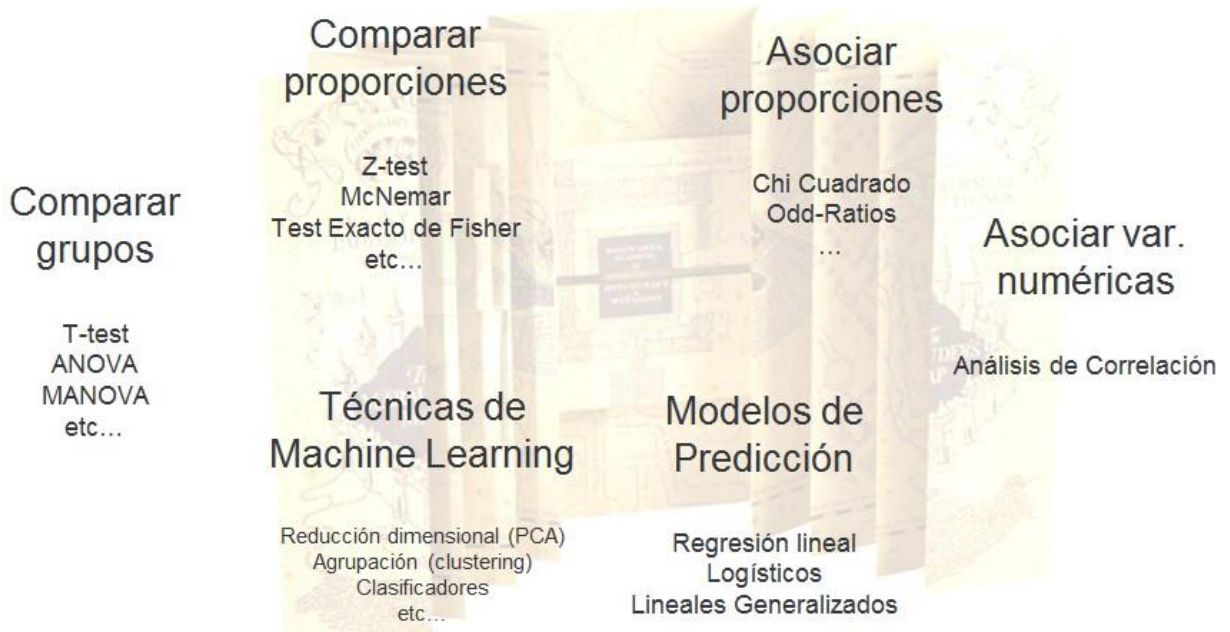 Comparar
proporciones
Z-test
McNemar
Test Exacto de Fisher
etc…
Asociar
proporciones
Chi Cuadrado
Odd-Ratios
…
Comparar
grupos
T-test
ANOVA
MANOVA
etc…
Asociar var.
numéricas
Análisis de Correlación
Técnicas de
Machine Learning
Reducción dimensional (PCA)
Agrupación (clustering)
Clasificadores
etc…
Modelos de
Predicción
Regresión lineal
Logísticos
Lineales Generalizados